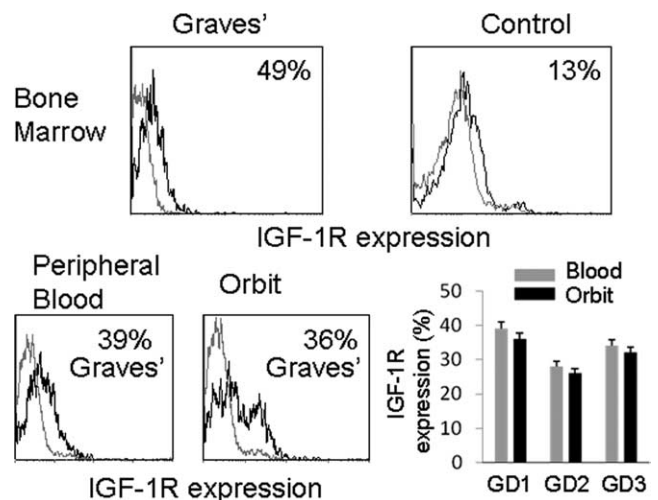 Graves’
Control
Bone
Marrow
49%
13%
IGF-1R expression
Peripheral
Blood
Orbit
39%
Graves’
36%
Graves’
IGF-1R expression
Blood
Orbit
IGF-1R
expression (%)
50
40
30
20
10
0
GD1 GD2 GD3